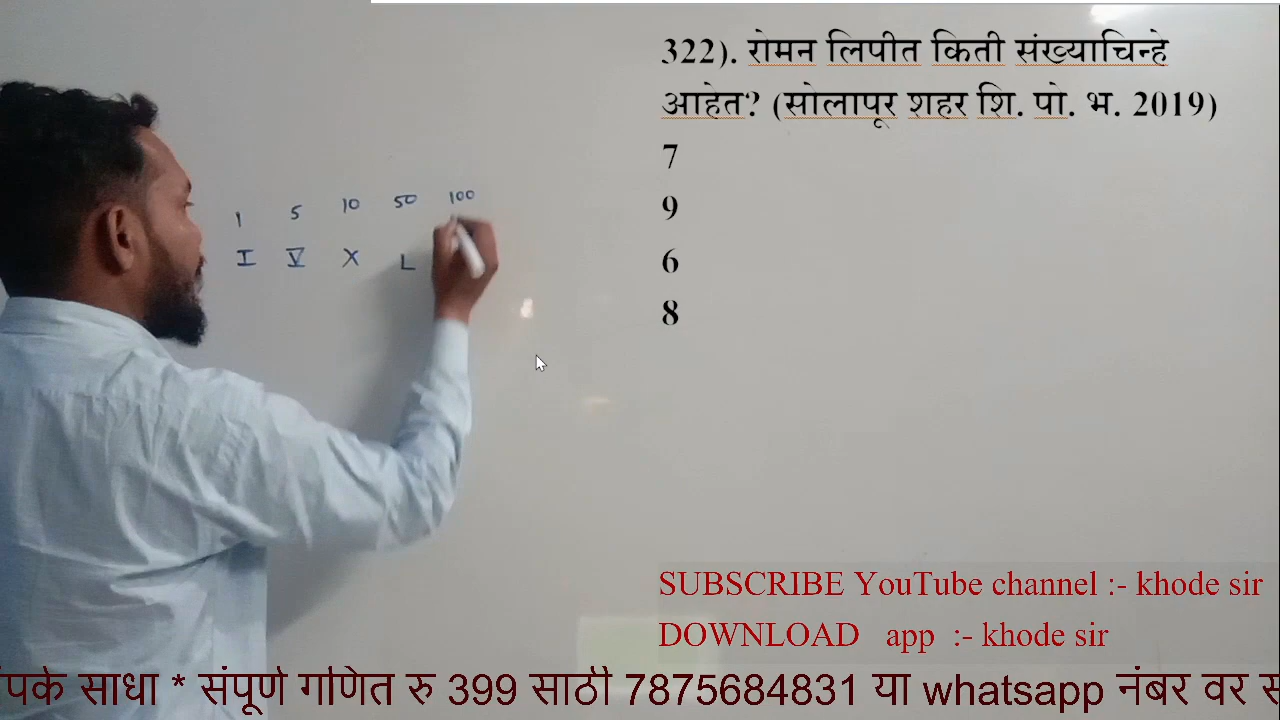 322). रोमन लिपीत किती संख्याचिन्हे
आहेत? (सोलापूर शहर शि. पो. भ. 2019)
7
9
6
8
1 5 10 50 100
I V X L
SUBSCRIBE YouTube channel :- khode sir
DOWNLOAD app :- khode sir
साधा * संपूर्ण गणित रु 399 साठी 7875684831 या whatsapp नंबर वर